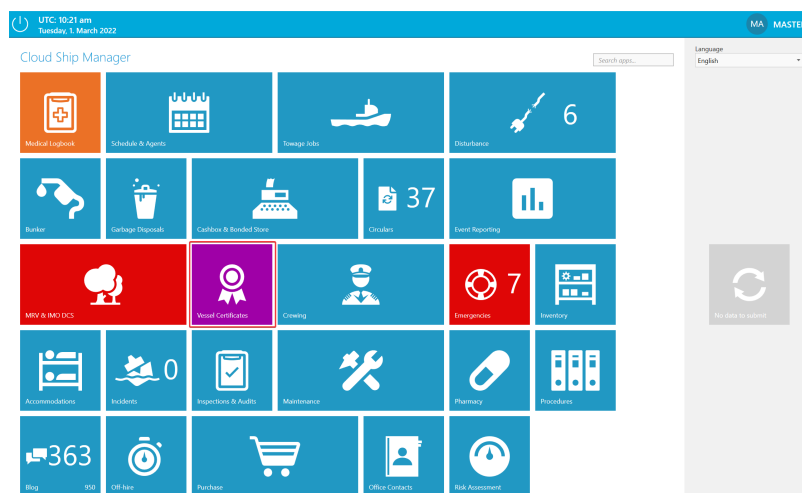 UTC: 10:21 am
Tuesday, 1. March 2022
MA MASTER
Cloud Ship Manager
Search apps...
Language
English
Medical Logbook
Schedule & Agents
Towage Jobs
6
Disturbance
Bunker
Garbage Disposals
Cashbox & Bonded Store
37
Circulars
Event Reporting
MRV & IMO DCS
Vessel Certificates
Crewing
7
Emergencies
Inventory
No data to submit
Accommodations
0
Incidents
Inspections & Audits
Maintenance
Pharmacy
Procedures
363
Blog 950
Off-hire
Purchase
Office Contacts
Risk Assessment